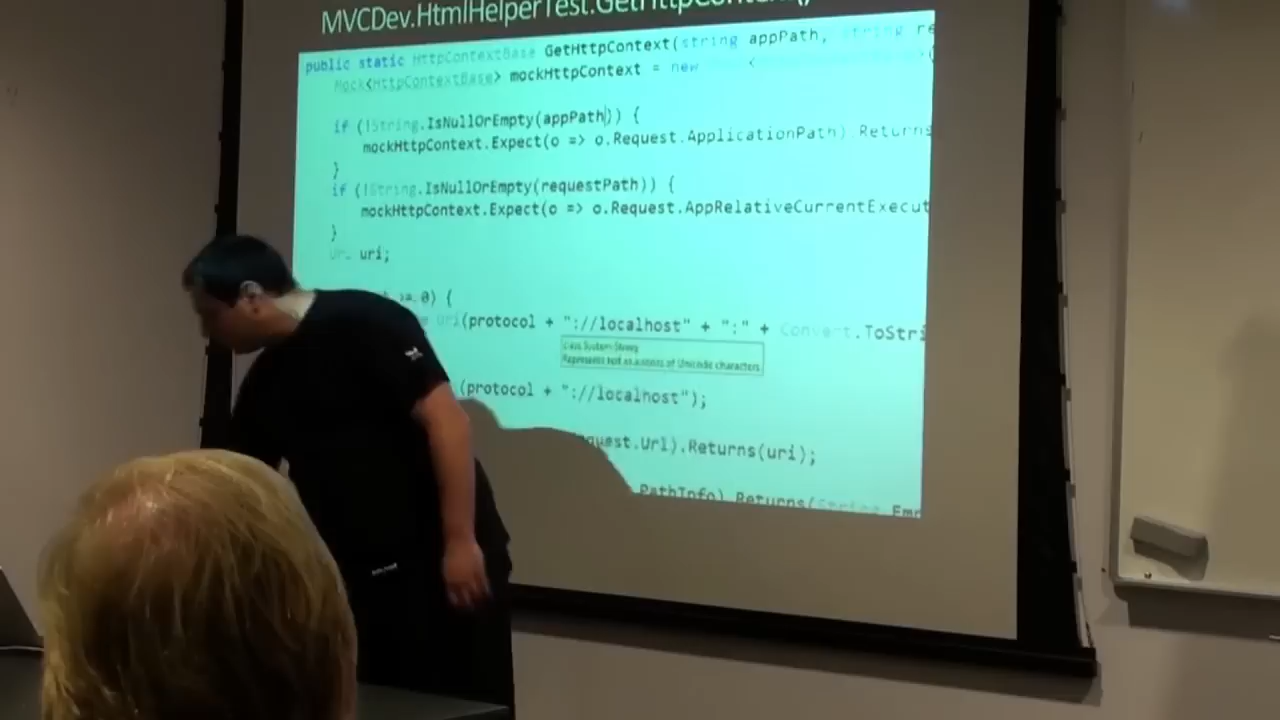 MVCDev.HtmlHelperTest.GetHttpContext()
public static HttpContextBase GetHttpContext(string appPath, string re
Mock<HttpContextBase> mockHttpContext = new <
if (!String.IsNullOrEmpty(appPath)) {
mockHttpContext.Expect(o => o.Request.ApplicationPath).Returns
}
if (!String.IsNullOrEmpty(requestPath)) {
mockHttpContext.Expect(o => o.Request.AppRelativeCurrentExecut
}
Uri uri;
>= 0) {
Uri(protocol + "://localhost" + ":" + Convert.ToStri
class System.String
Represents text as a series of Unicode characters.
(protocol + "://localhost");
quest.Url).Returns(uri);
PathInfo).Returns(String.Emp